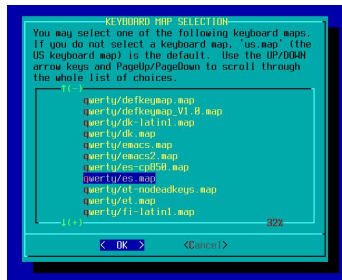 KEYBOARD MAP SELECTION
You may select one of the following keyboard maps.
If you do not select a keyboard map, 'us.map' (the
US keyboard map) is the default.  Use the UP/DOWN
arrow keys and PageUp/PageDown to scroll through
the whole list of choices.
↑(-)
qwerty/defkeymap.map
qwerty/defkeymap_V1.0.map
qwerty/dk-latin1.map
qwerty/dk.map
qwerty/emacs.map
qwerty/emacs2.map
qwerty/es-cp850.map
qwerty/es.map
qwerty/et-nodeadkeys.map
qwerty/et.map
qwerty/fi-latin1.map
↓(+) 32%
< OK > <Cancel>